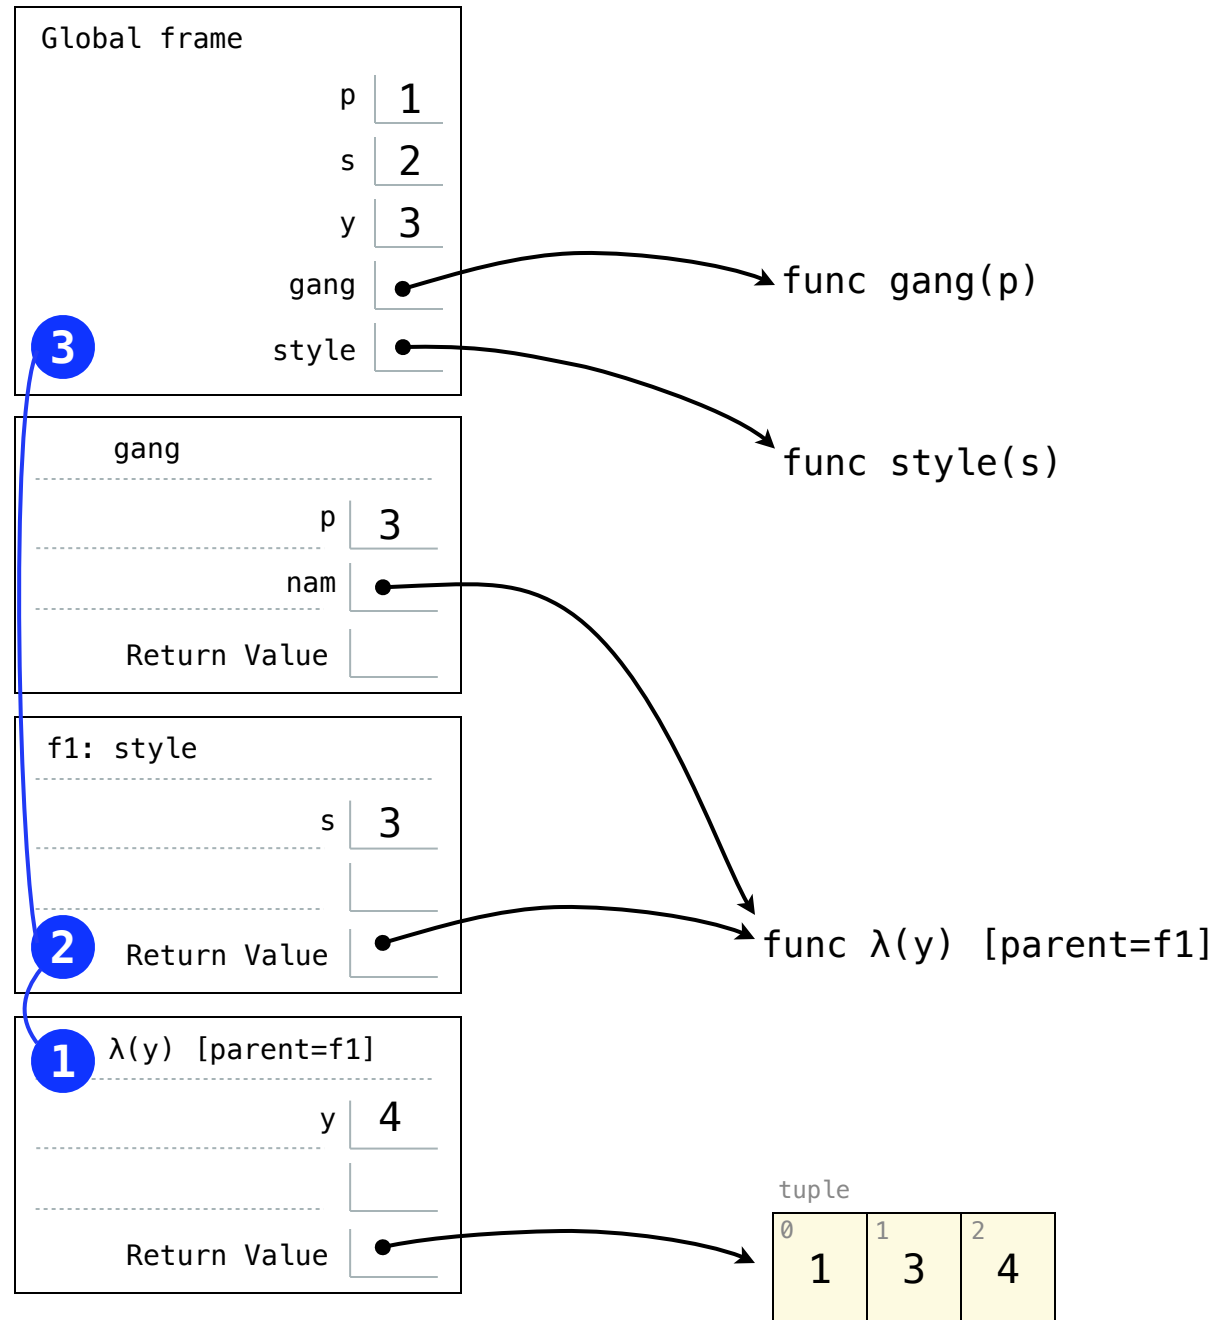 Global frame
p 1
s 2
y 3
gang
func gang(p)
3 style
func style(s)
gang
p 3
nam
Return Value
f1: style
s 3
2 Return Value
func λ(y) [parent=f1]
1 λ(y) [parent=f1]
y 4
Return Value
tuple
0 1 2
1 3 4